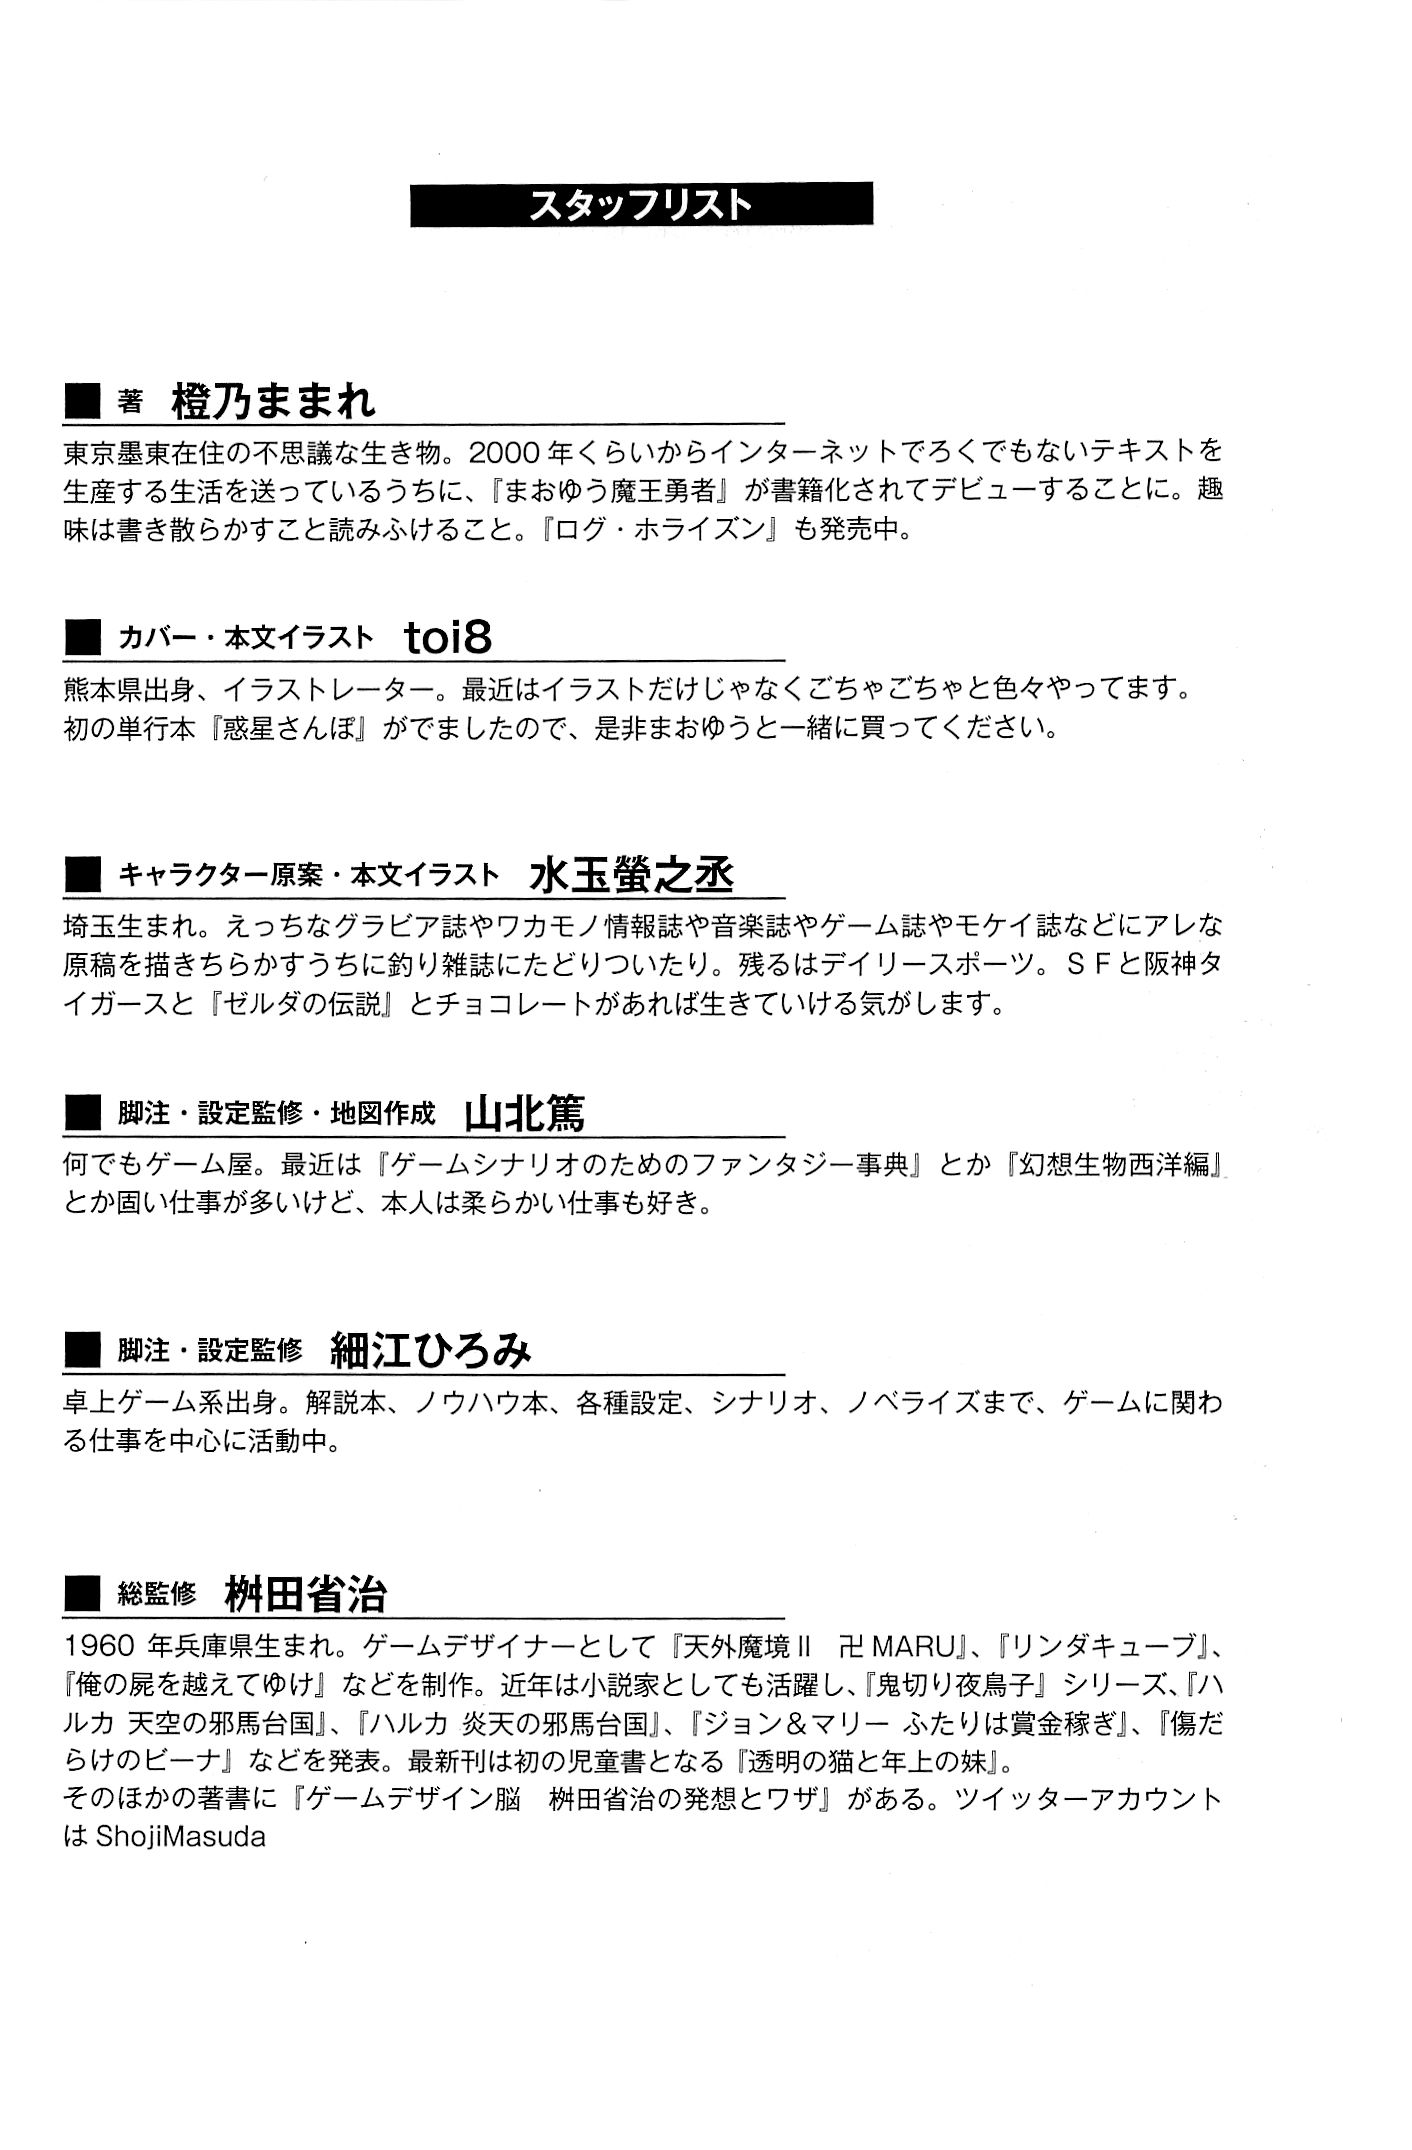 スタッフリスト
■ 著 橙乃ままれ
東京墨東在住の不思議な生き物。2000年くらいからインターネットでろくでもないテキストを
生産する生活を送っているうちに、『まおゆう魔王勇者』が書籍化されてデビューすることに。趣
味は書き散らかすこと読みふけること。『ログ・ホライズン』も発売中。
■ カバー・本文イラスト toi8
熊本県出身、イラストレーター。最近はイラストだけじゃなくごちゃごちゃと色々やってます。
初の単行本『惑星さんぽ』がでましたので、是非まおゆうと一緒に買ってください。
■ キャラクター原案・本文イラスト 水玉螢之丞
埼玉生まれ。えっちなグラビア誌やワカモノ情報誌や音楽誌やゲーム誌やモケイ誌などにアレな
原稿を描きちらかすうちに釣り雑誌にたどりついたり。残るはデイリースポーツ。ＳＦと阪神タ
イガースと『ゼルダの伝説』とチョコレートがあれば生きていける気がします。
■ 脚注・設定監修・地図作成 山北篤
何でもゲーム屋。最近は『ゲームシナリオのためのファンタジー事典』とか『幻想生物西洋編』
とか固い仕事が多いけど、本人は柔らかい仕事も好き。
■ 脚注・設定監修 細江ひろみ
卓上ゲーム系出身。解説本、ノウハウ本、各種設定、シナリオ、ノベライズまで、ゲームに関わ
る仕事を中心に活動中。
■ 総監修 桝田省治
1960 年兵庫県生まれ。ゲームデザイナーとして『天外魔境Ⅱ　卍MARU』、『リンダキューブ』、
『俺の屍を越えてゆけ』などを制作。近年は小説家としても活躍し、『鬼切り夜鳥子』シリーズ、『ハ
ルカ 天空の邪馬台国』、『ハルカ 炎天の邪馬台国』、『ジョン＆マリー ふたりは賞金稼ぎ』、『傷だ
らけのビーナ』などを発表。最新刊は初の児童書となる『透明の猫と年上の妹』。
そのほかの著書に『ゲームデザイン脳　桝田省治の発想とワザ』がある。ツイッターアカウント
は ShojiMasuda